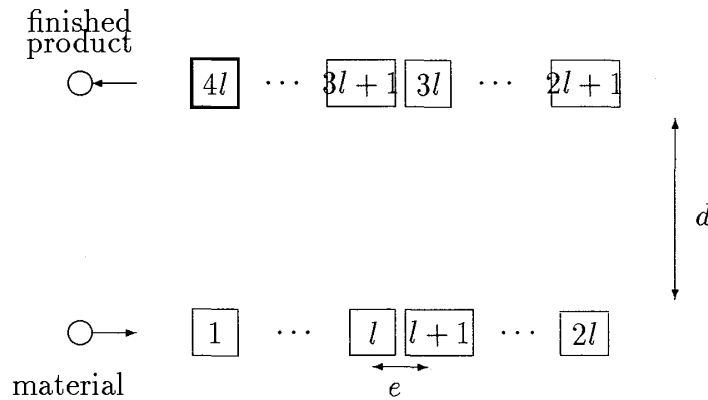 finished
product
4l ··· 3l + 1 3l ··· 2l + 1
d
1 ··· l l + 1 ··· 2l
material
e